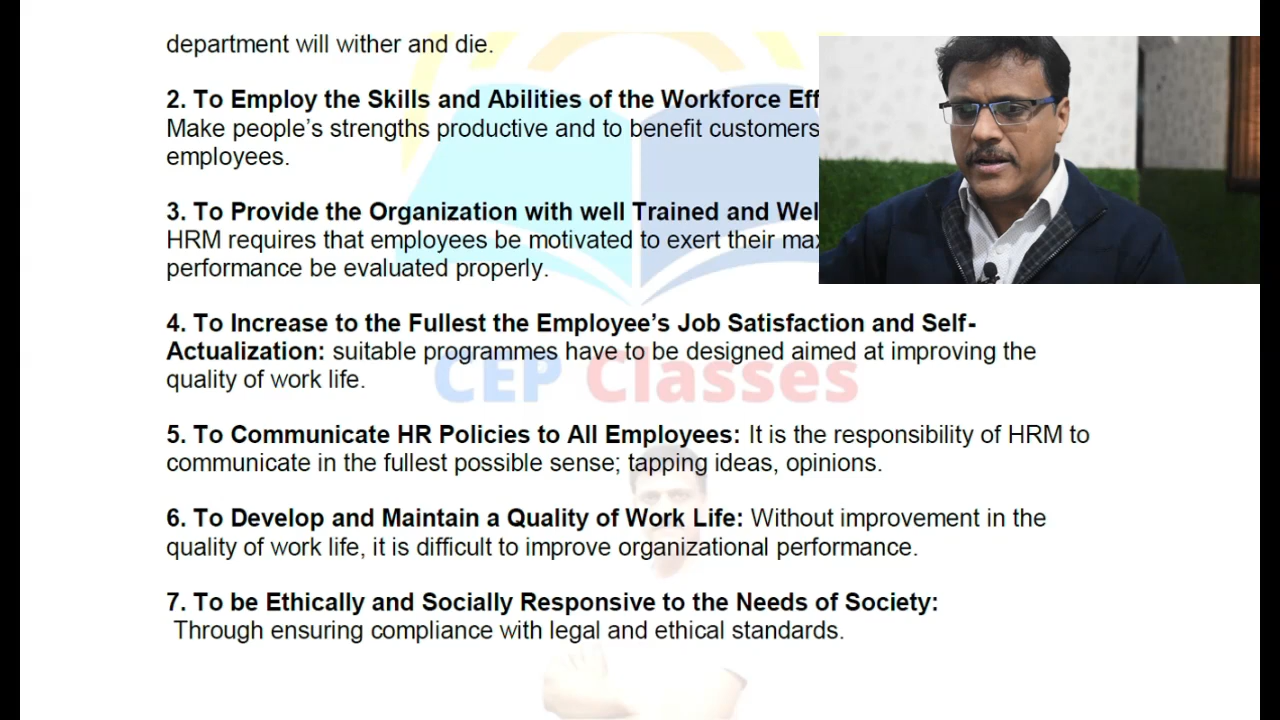 department will wither and die.
2. To Employ the Skills and Abilities of the Workforce Eff
Make people’s strengths productive and to benefit customers
employees.
3. To Provide the Organization with well Trained and Wel
HRM requires that employees be motivated to exert their max
performance be evaluated properly.
4. To Increase to the Fullest the Employee’s Job Satisfaction and Self-
Actualization: suitable programmes have to be designed aimed at improving the
quality of work life.
CEP Classes
5. To Communicate HR Policies to All Employees: It is the responsibility of HRM to
communicate in the fullest possible sense; tapping ideas, opinions.
6. To Develop and Maintain a Quality of Work Life: Without improvement in the
quality of work life, it is difficult to improve organizational performance.
7. To be Ethically and Socially Responsive to the Needs of Society:
Through ensuring compliance with legal and ethical standards.